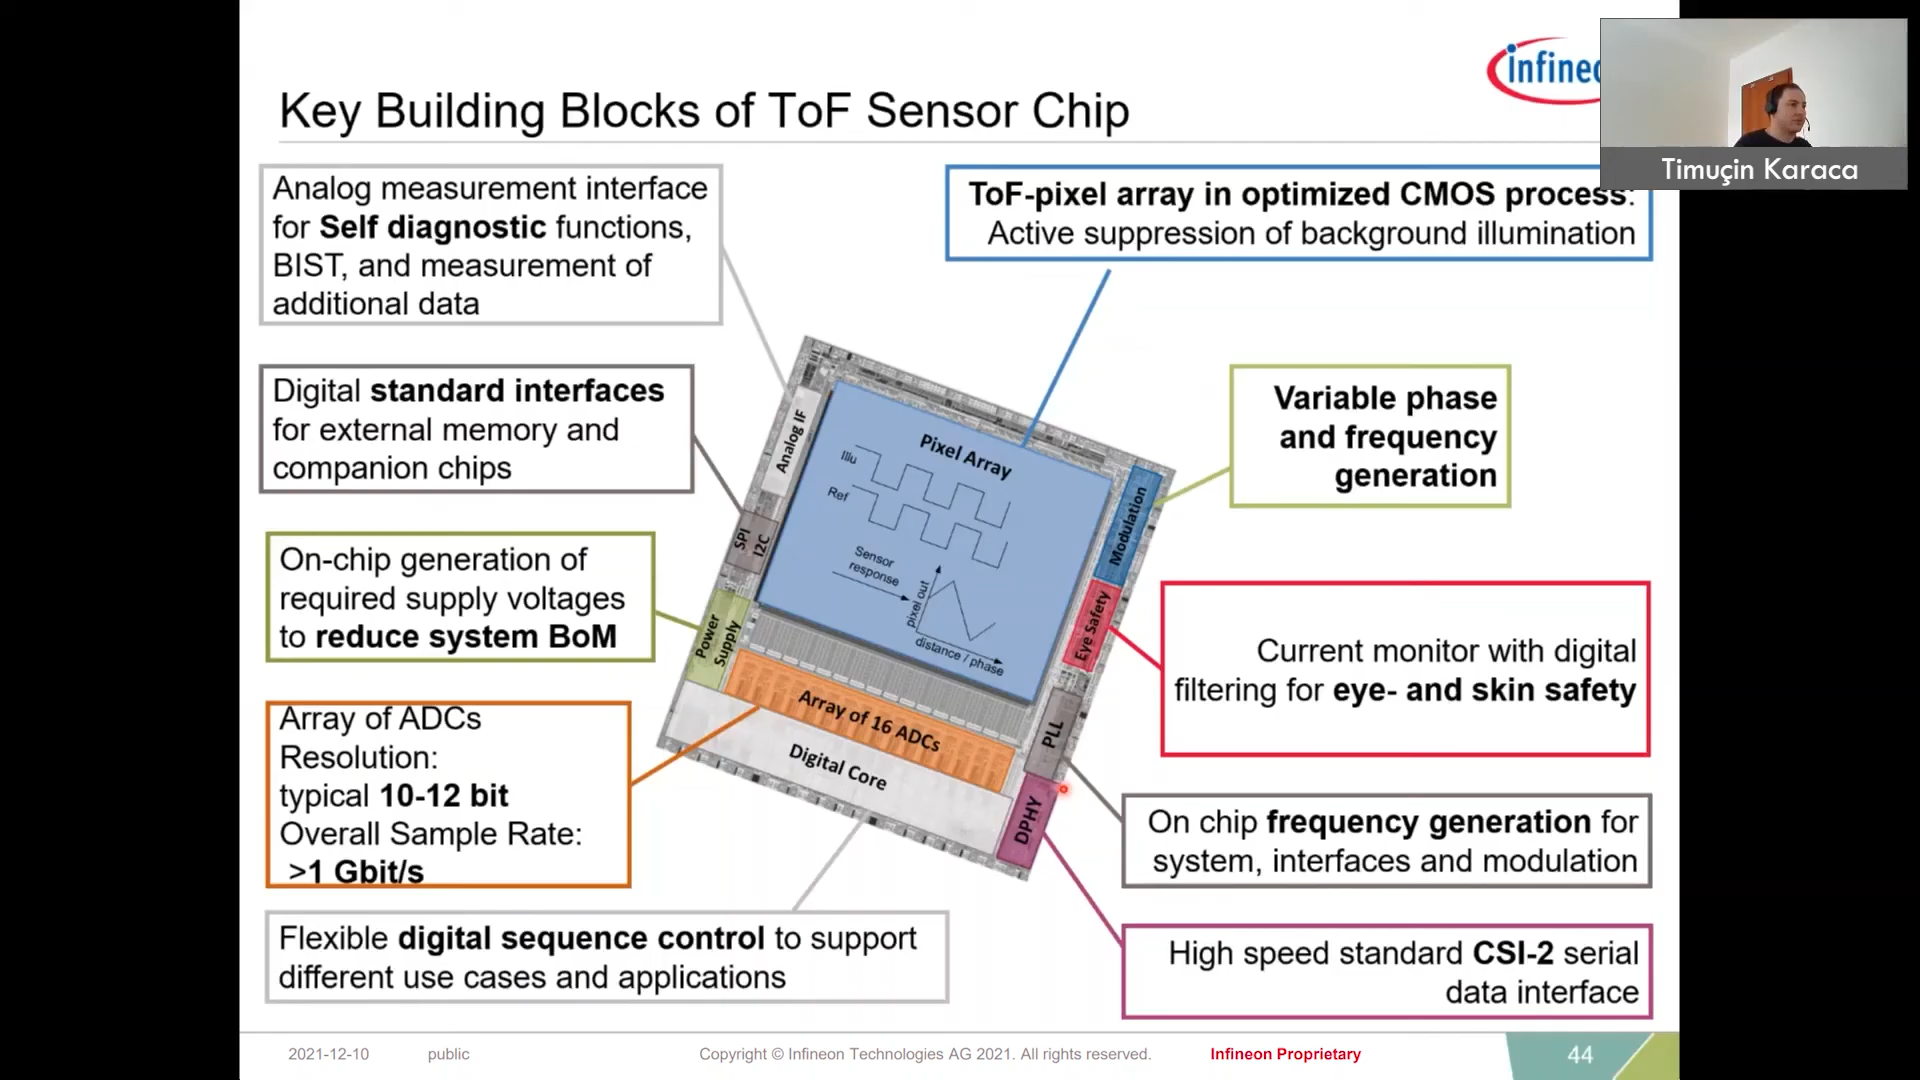 infineo
Timuçin Karaca
Key Building Blocks of ToF Sensor Chip
Analog measurement interface
for Self diagnostic functions,
BIST, and measurement of
additional data
ToF-pixel array in optimized CMOS process:
Active suppression of background illumination
Digital standard interfaces
for external memory and
companion chips
Variable phase
and frequency
generation
On-chip generation of
required supply voltages
to reduce system BoM
Current monitor with digital
filtering for eye- and skin safety
Array of ADCs
Resolution:
typical 10-12 bit
Overall Sample Rate:
>1 Gbit/s
On chip frequency generation for
system, interfaces and modulation
Flexible digital sequence control to support
different use cases and applications
High speed standard CSI-2 serial
data interface
Analog IF
Pixel Array
Illu
Ref
Sensor
response
pixel out
distance / phase
SPI
I2C
Modulation
Eye Safety
Power
Supply
Array of 16 ADCs
Digital Core
PLL
DPHY
2021-12-10
public
Copyright © Infineon Technologies AG 2021. All rights reserved.
Infineon Proprietary
44